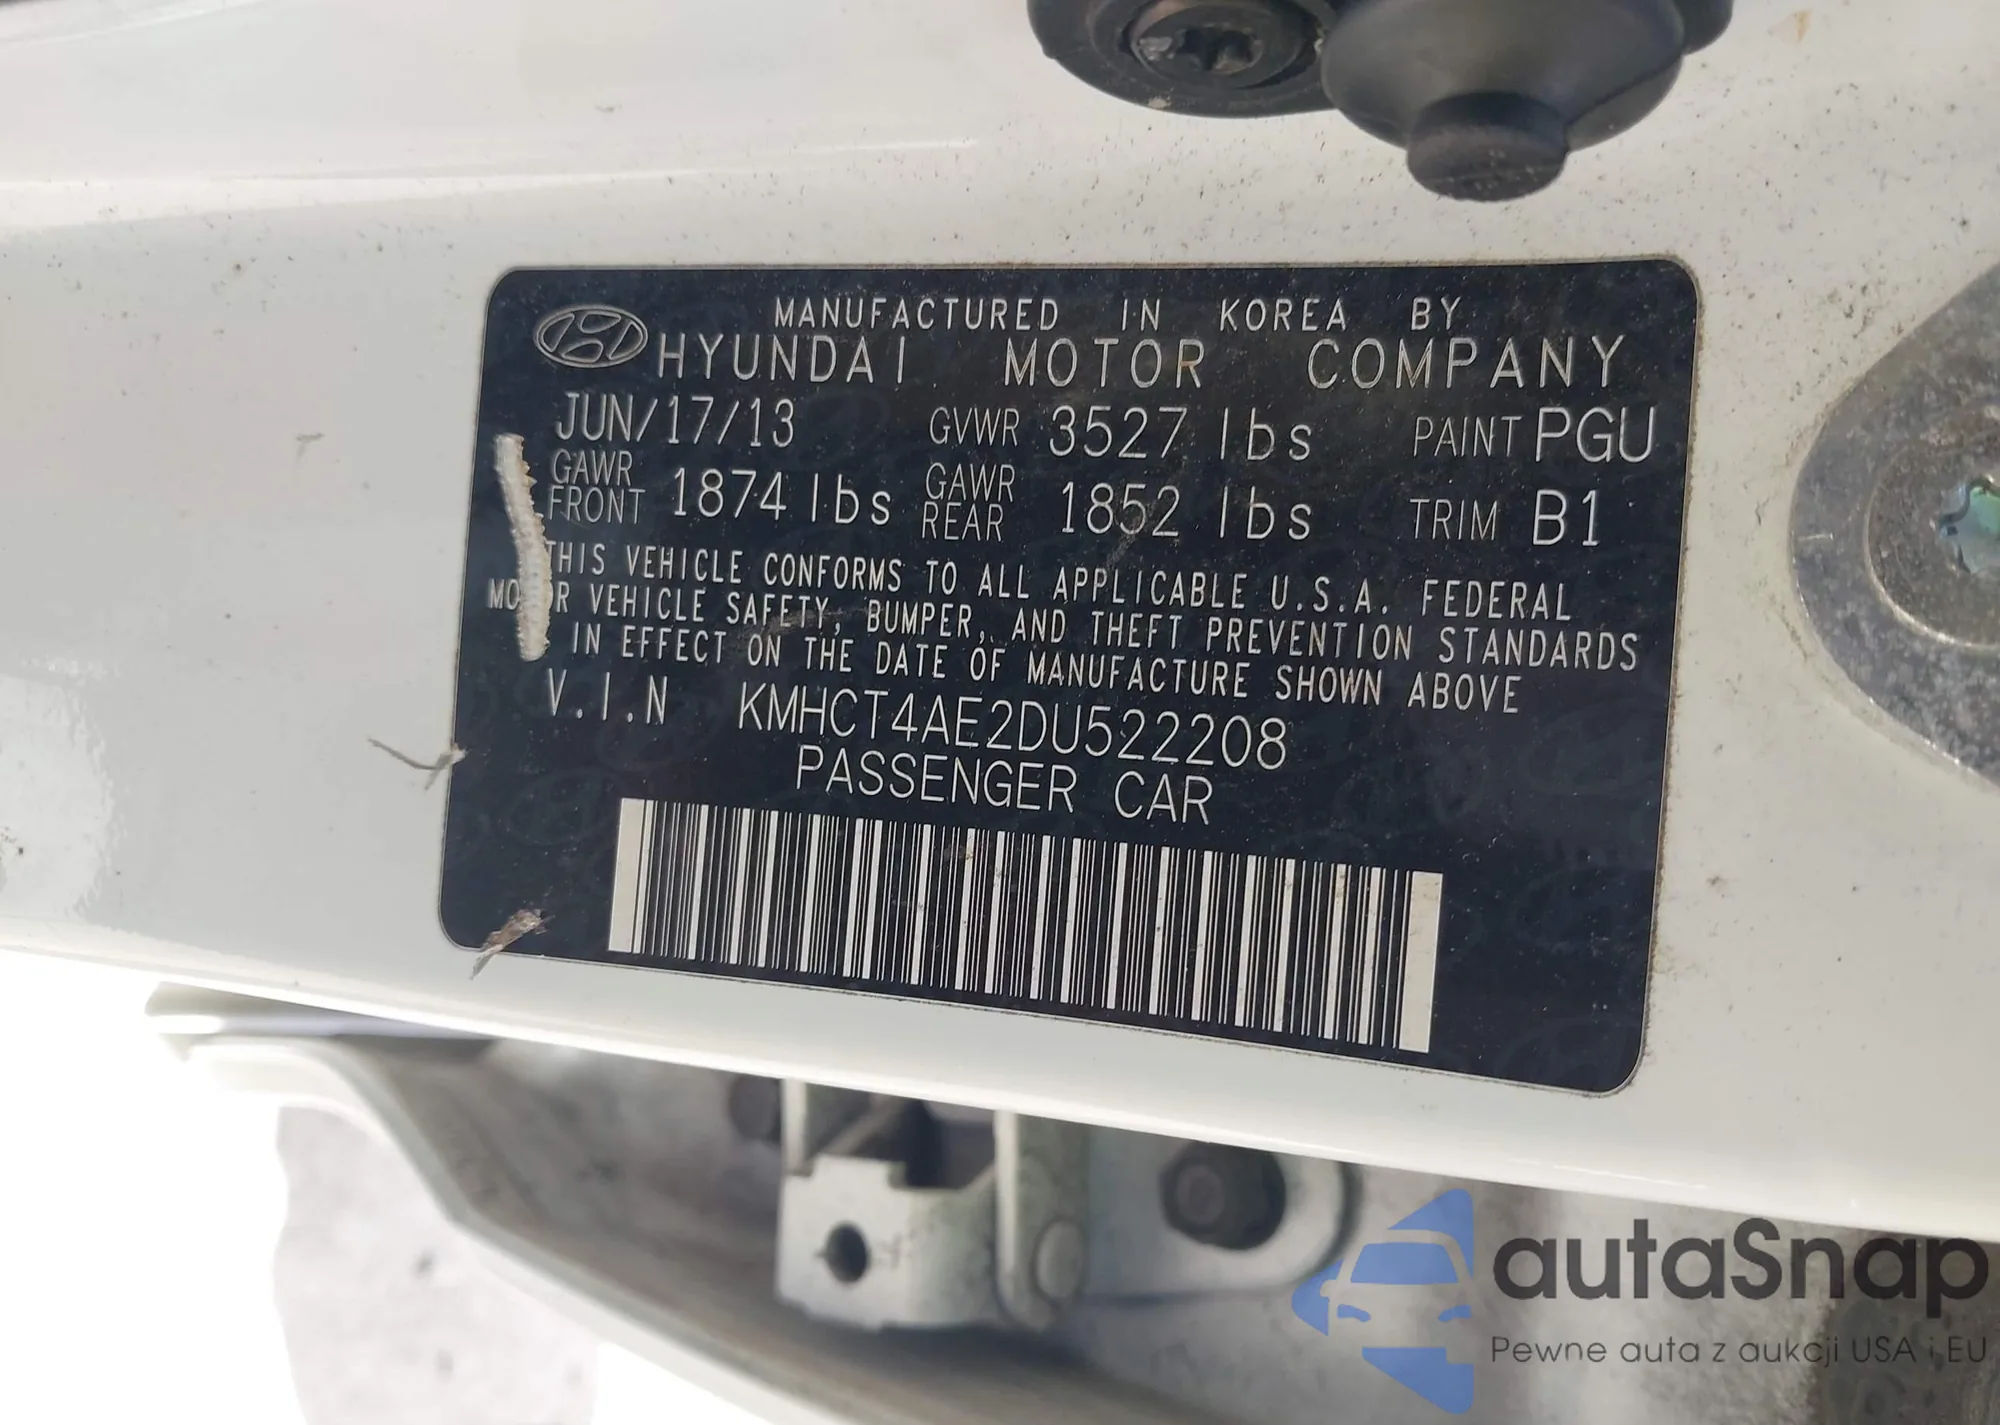 MANUFACTURED IN KOREA BY
HYUNDAI MOTOR COMPANY
JUN/17/13 GVWR 3527 lbs PAINT PGU
GAWR FRONT 1874 lbs GAWR REAR 1852 lbs TRIM B1
THIS VEHICLE CONFORMS TO ALL APPLICABLE U.S.A. FEDERAL
MOTOR VEHICLE SAFETY, BUMPER, AND THEFT PREVENTION STANDARDS
IN EFFECT ON THE DATE OF MANUFACTURE SHOWN ABOVE
V.I.N KMHCT4AE2DU522208
PASSENGER CAR
autaSnap
Pewne auta z aukcji USA i EU